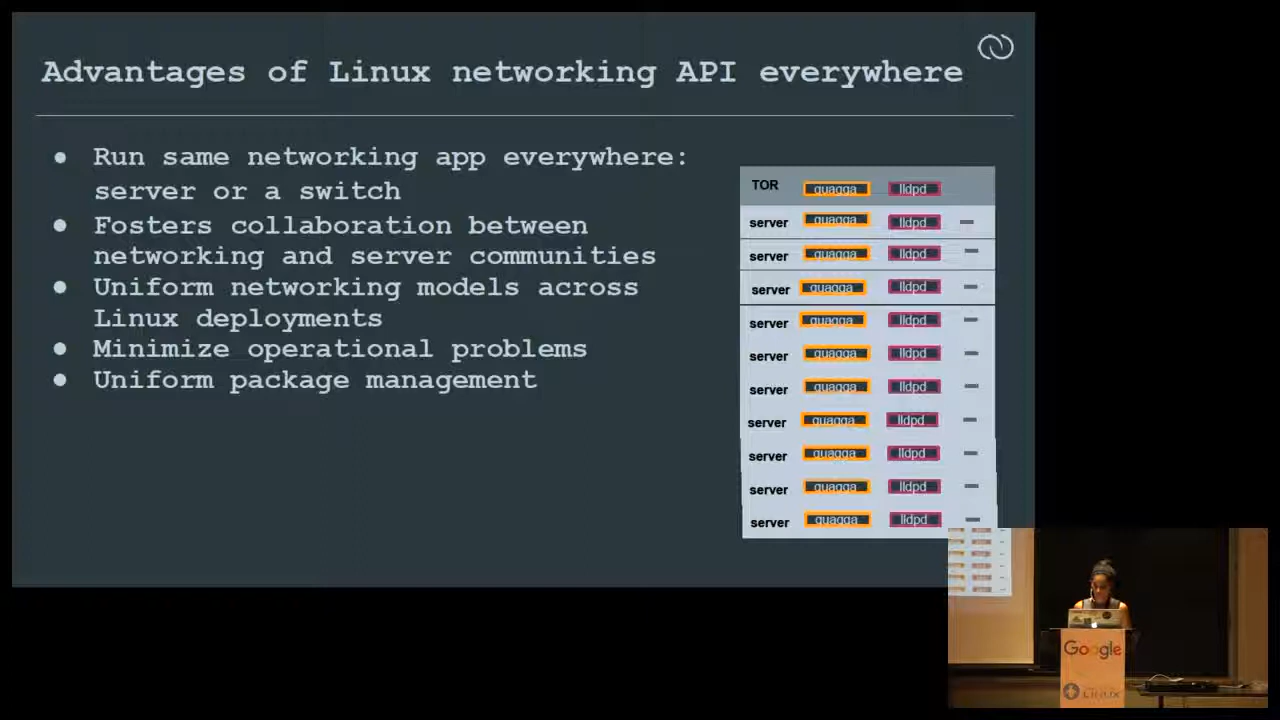 Advantages of Linux networking API everywhere
● Run same networking app everywhere:
server or a switch
● Fosters collaboration between
networking and server communities
● Uniform networking models across
Linux deployments
● Minimize operational problems
● Uniform package management
TOR quagga lldpd
server quagga lldpd
server quagga lldpd
server quagga lldpd
server quagga lldpd
server quagga lldpd
server quagga lldpd
server quagga lldpd
server quagga lldpd
server quagga lldpd
server quagga lldpd
Google
Linux